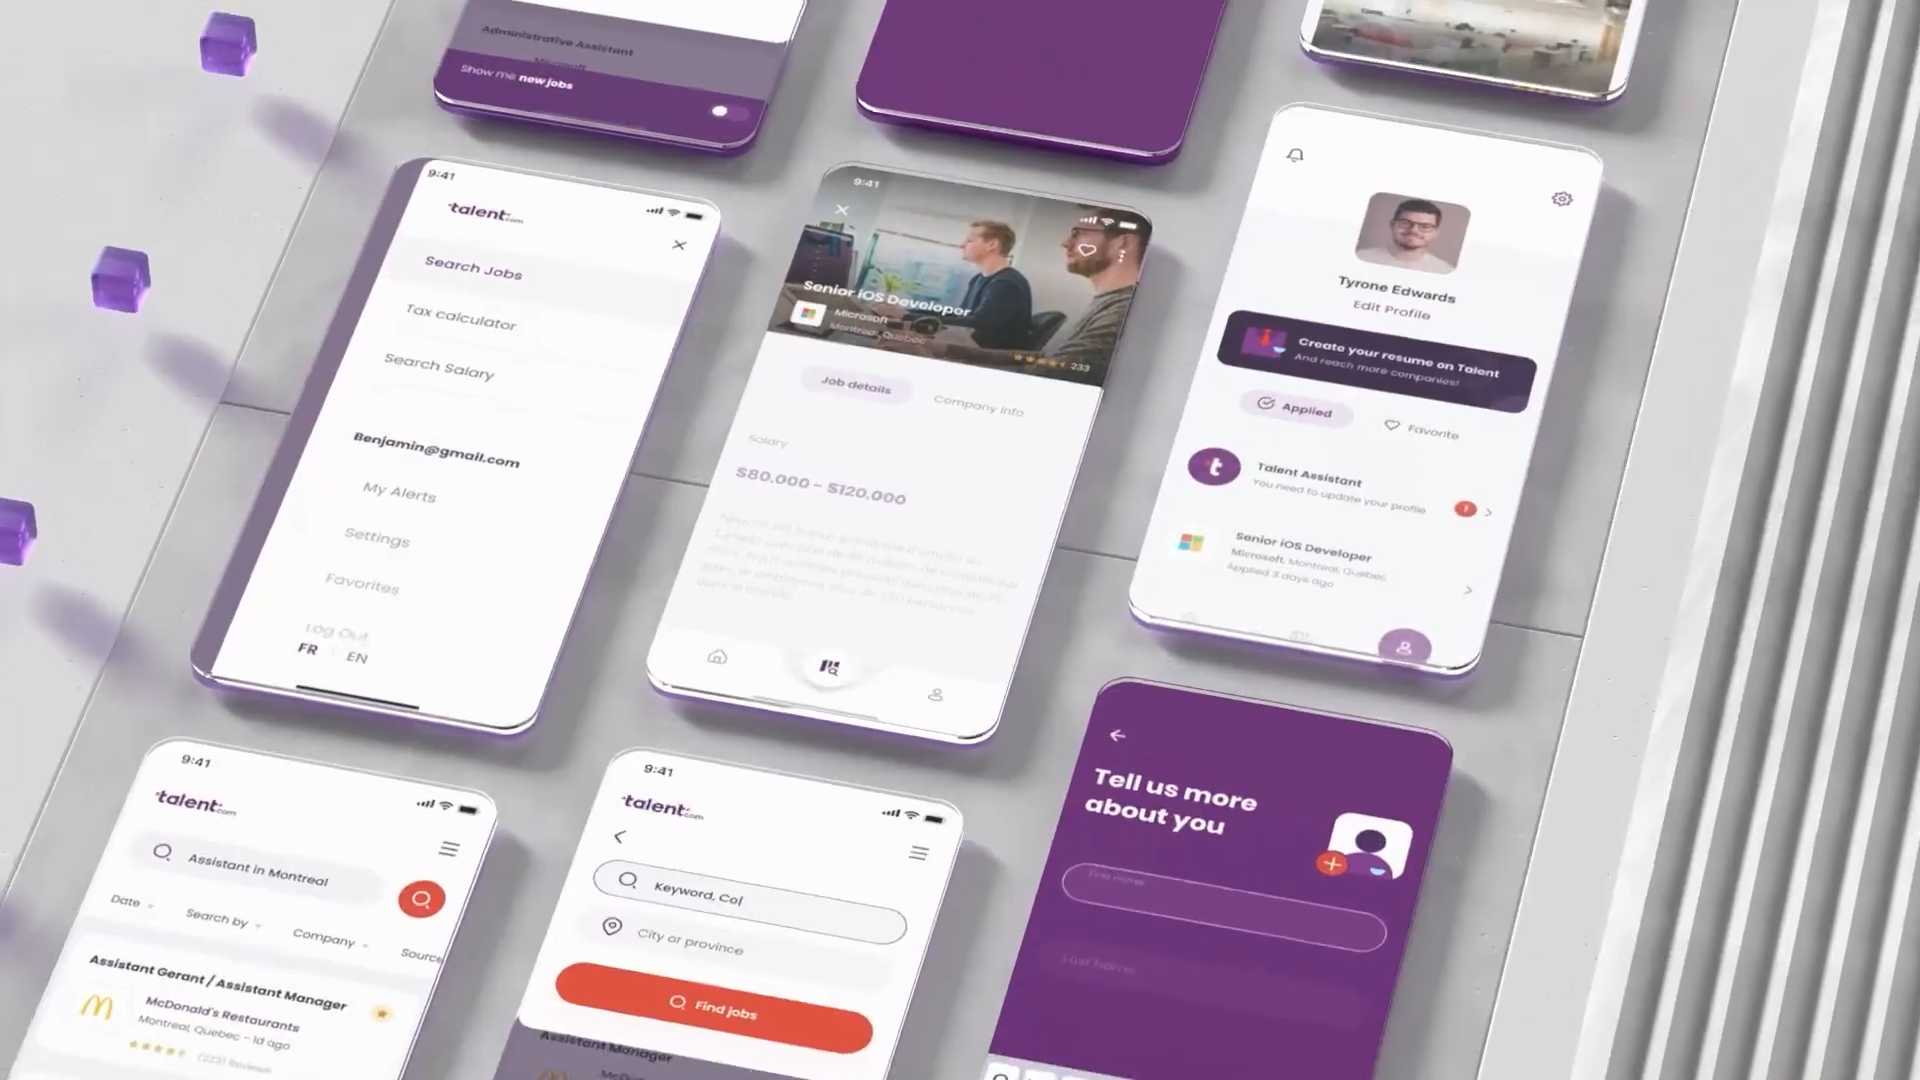 Administrative Assistant
Microsoft
Show me new jobs
9:41
talent.com
Search Jobs
Tax calculator
Search Salary
Benjamin@gmail.com
My Alerts
Settings
Favorites
Log Out
FR
EN
9:41
Senior iOS Developer
Microsoft
Montreal, Quebec
233
Job details
Company info
Salary
$80.000 - $120.000
Tyrone Edwards
Edit Profile
Create your resume on Talent
And reach more companies!
Applied
Favorite
t
Talent Assistant
You need to update your profile
!
Senior iOS Developer
Microsoft, Montreal, Quebec
Applied 3 days ago
9:41
talent.com
Assistant in Montreal
Date
Search by
Company
Source
Assistant Gerant / Assistant Manager
McDonald's Restaurants
Montreal, Quebec - 1d ago
9:41
talent.com
Keyword, Col
City or province
Find jobs
Assistant Manager
Tell us more
about you
First name
Last Name